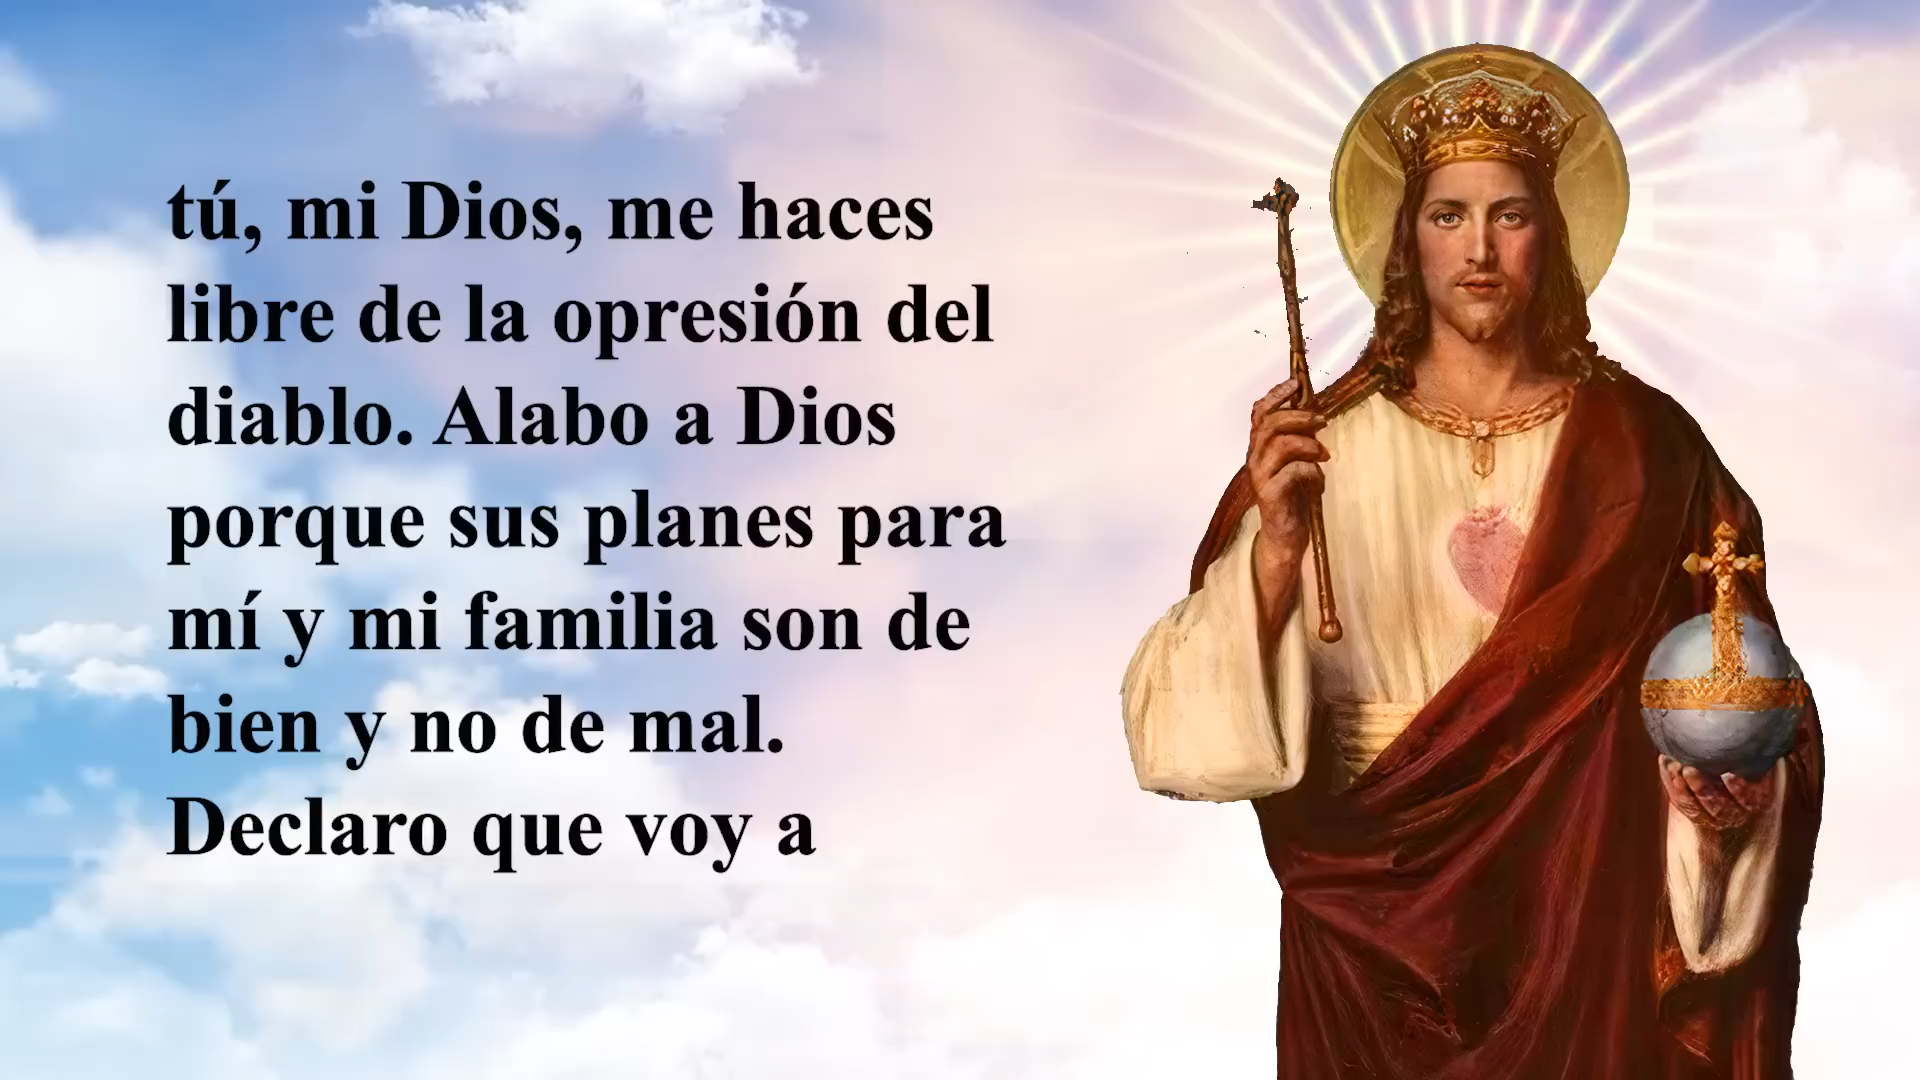 tú, mi Dios, me haces
libre de la opresión del
diablo. Alabo a Dios
porque sus planes para
mí y mi familia son de
bien y no de mal.
Declaro que voy a